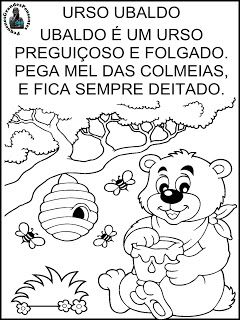 URSO UBALDO
UBALDO É UM URSO
PREGUIÇOSO E FOLGADO.
PEGA MEL DAS COLMEIAS,
E FICA SEMPRE DEITADO.